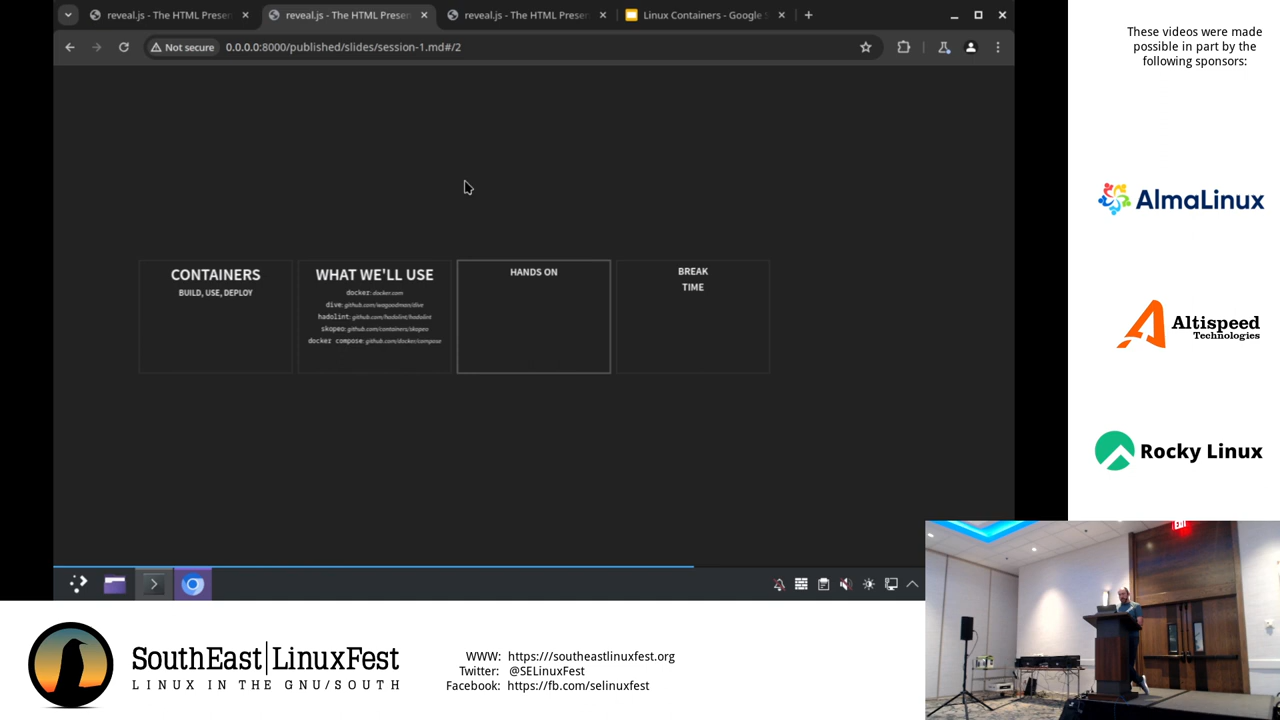 reveal.js - The HTML Presen
reveal.js - The HTML Presen
reveal.js - The HTML Presen
Linux Containers - Google S
Not secure
0.0.0.0:8000/published/slides/session-1.md#/2
CONTAINERS
BUILD, USE, DEPLOY
WHAT WE'LL USE
docker: docker.com
dive: github.com/wagoodman/dive
hadolint: github.com/hadolint/hadolint
skopeo: github.com/containers/skopeo
docker compose: github.com/docker/compose
HANDS ON
BREAK
TIME
These videos were made
possible in part by the
following sponsors:
AlmaLinux
Altispeed
Technologies
Rocky Linux
EXIT
SouthEast LinuxFest
LINUX IN THE GNU/SOUTH
WWW: https:///southeastlinuxfest.org
Twitter: @SELinuxFest
Facebook: https://fb.com/selinuxfest